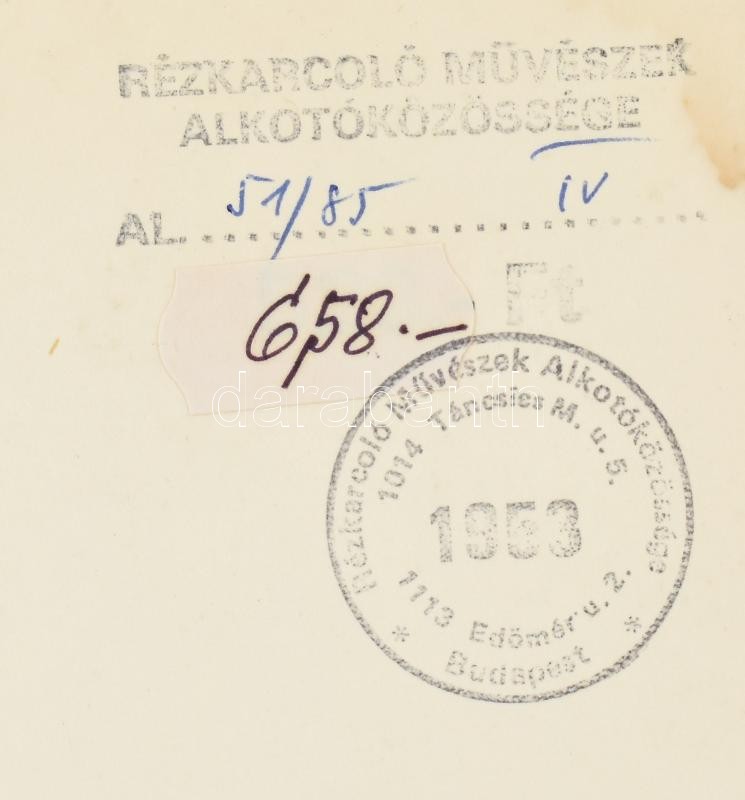 RÉZKARCOLÓ MŰVÉSZEK
ALKOTÓKÖZÖSSÉGE
AL. 51/85 IV
Ft
658.-
darabanth
Rézkarcoló Művészek Alkotóközössége
1014 Táncsics M. u. 5.
1953
1113 Edömér u. 2.
* Budapest *